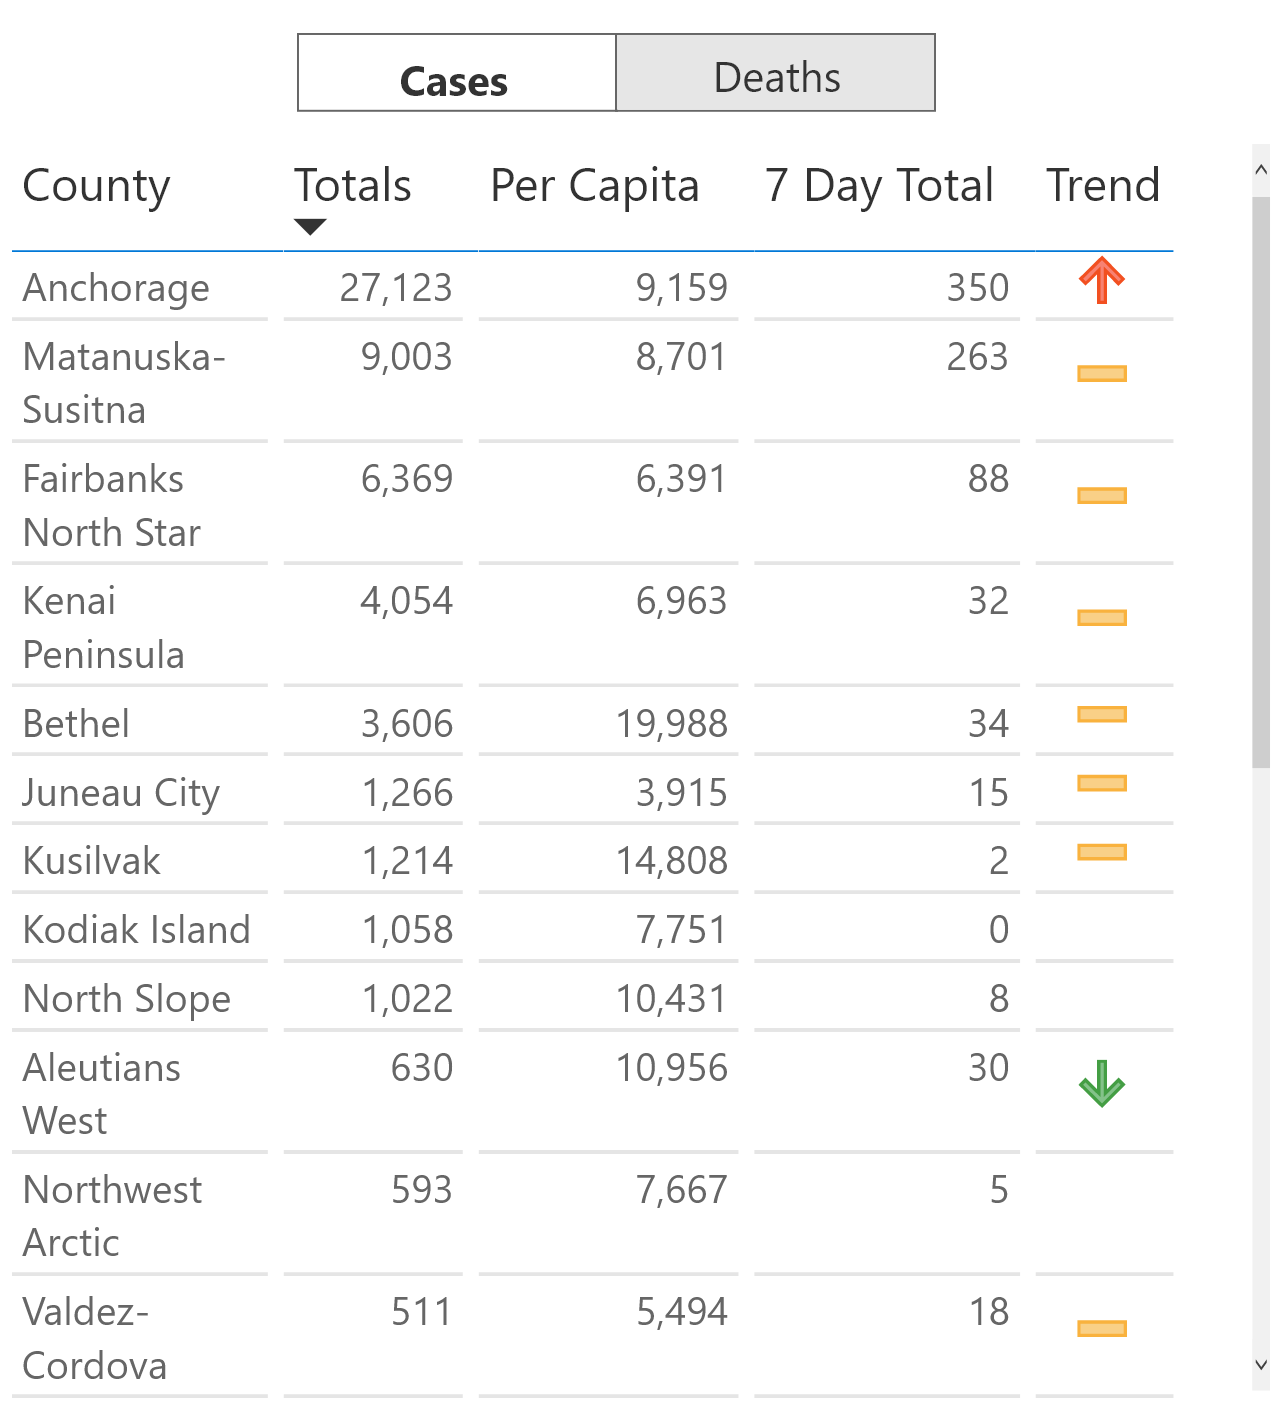 Cases Deaths
County Totals Per Capita 7 Day Total Trend
Anchorage 27,123 9,159 350
Matanuska- 9,003 8,701 263
Susitna
Fairbanks 6,369 6,391 88
North Star
Kenai 4,054 6,963 32
Peninsula
Bethel 3,606 19,988 34
Juneau City 1,266 3,915 15
Kusilvak 1,214 14,808 2
Kodiak Island 1,058 7,751 0
North Slope 1,022 10,431 8
Aleutians 630 10,956 30
West
Northwest 593 7,667 5
Arctic
Valdez- 511 5,494 18
Cordova